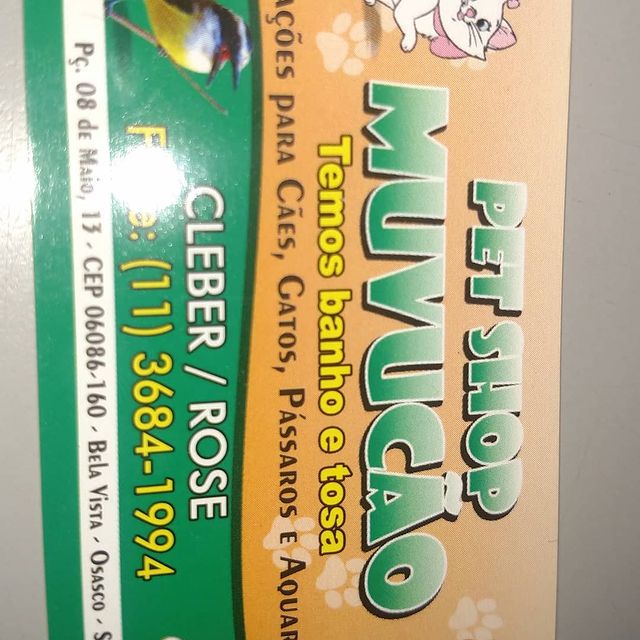 PET SHOP
MUVUCÃO
Temos banho e tosa
AÇÕES PARA CÃES, GATOS, PÁSSAROS E AQUAR
CLEBER / ROSE
(11) 3684-1994
Pç. 08 de Maio, 13 - CEP 06086-160 - BELA VISTA - OSASCO - S